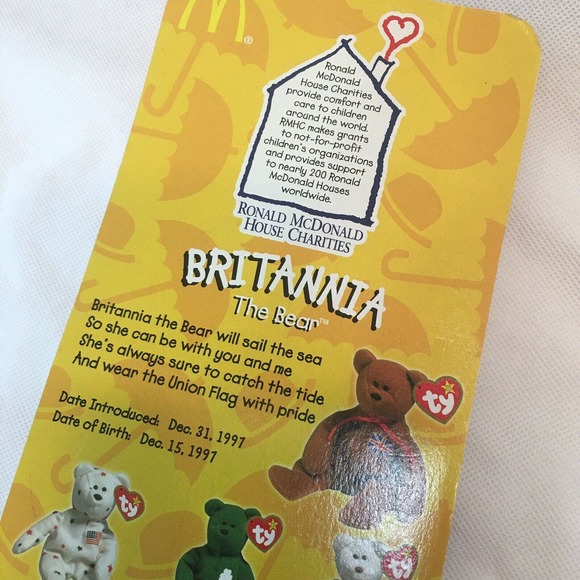 M®
Ronald
McDonald
House Charities
provide comfort and
care to children
around the world.
RMHC makes grants
to not-for-profit
children's organizations
and provides support
to nearly 200 Ronald
McDonald Houses
worldwide.
RONALD MCDONALD
HOUSE CHARITIES
BRITANNIA
The Bear™
Britannia the Bear will sail the sea
So she can be with you and me
She's always sure to catch the tide
And wear the Union Flag with pride
Date Introduced: Dec. 31, 1997
Date of Birth: Dec. 15, 1997
ty
ty
ty
ty